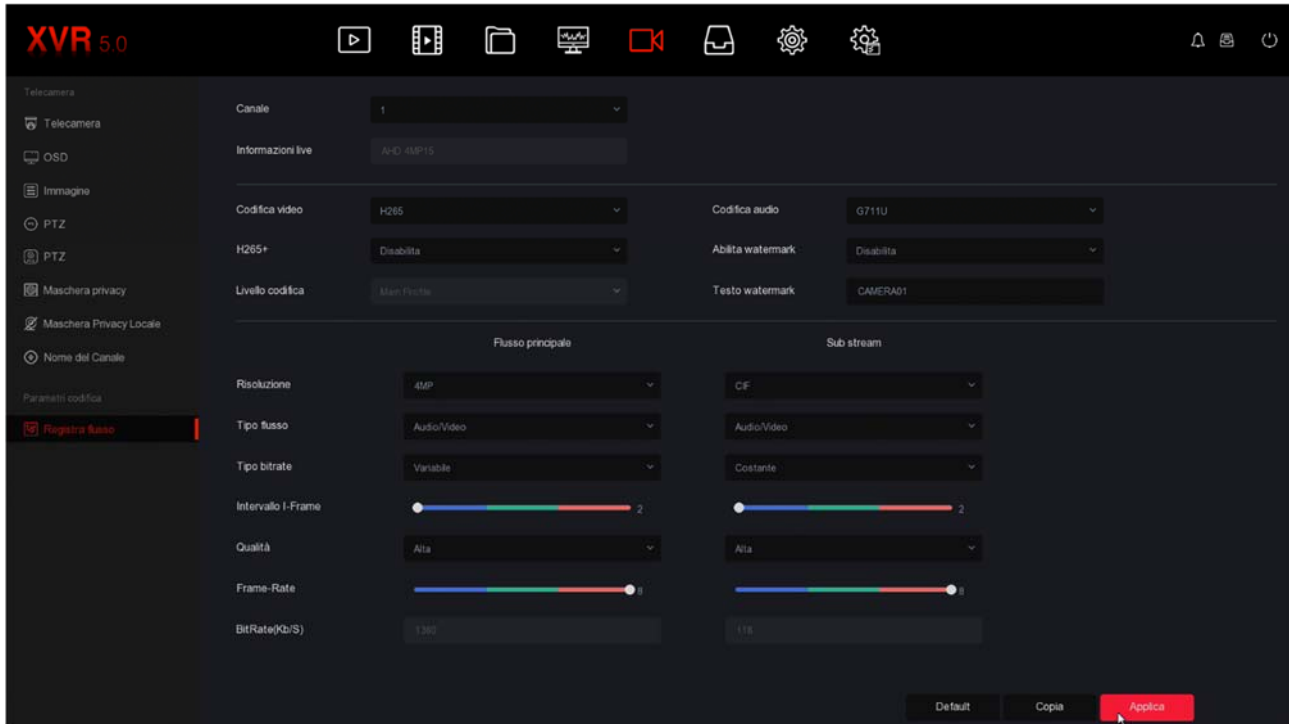 XVR 5.0
Telecamera
Telecamera
OSD
Immagine
PTZ
PTZ
Maschera privacy
Maschera Privacy Locale
Nome del Canale
Parametri codifica
Registra flusso
Canale 1
Informazioni live AHD 4MP15
Codifica video H265 Codifica audio G711U
H265+ Disabilita Abilita watermark Disabilita
Livello codifica Main Profile Testo watermark CAMERA01
Flusso principale Sub stream
Risoluzione 4MP CIF
Tipo flusso Audio/Video Audio/Video
Tipo bitrate Variabile Costante
Intervallo I-Frame 2 2
Qualità Alta Alta
Frame-Rate 8 8
BitRate(Kb/S) 1360 118
Default Copia Applica